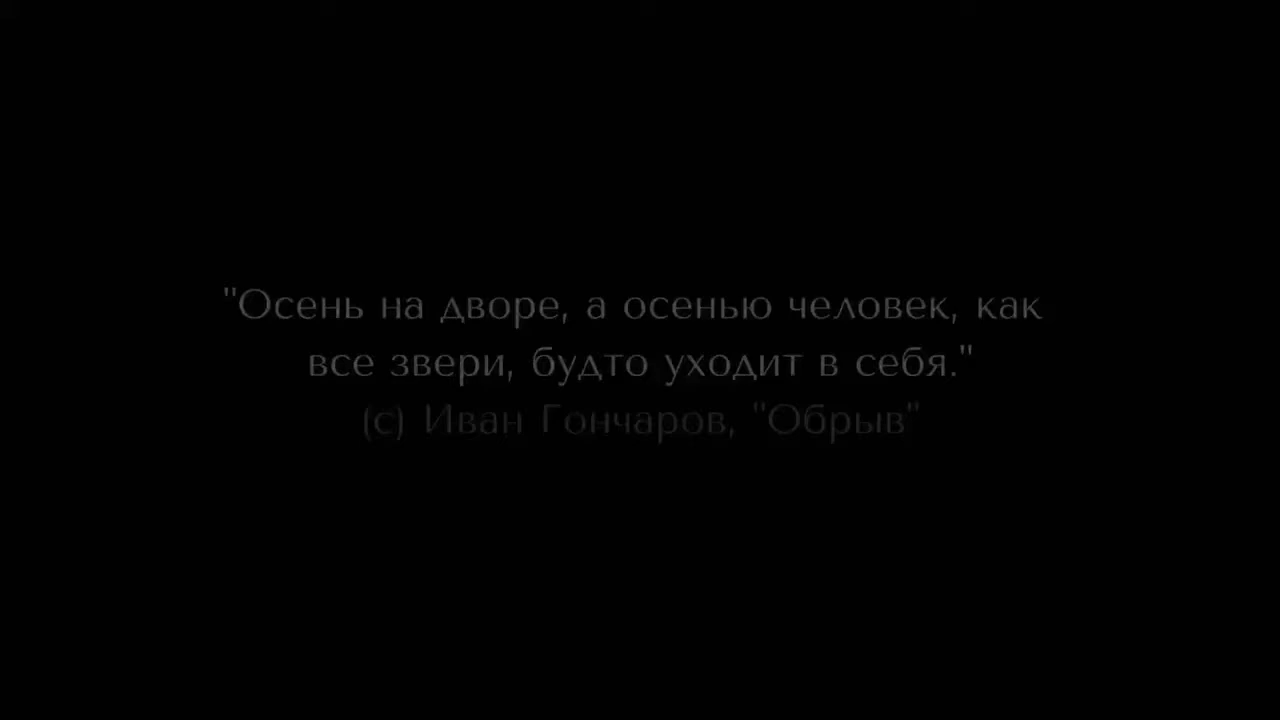 "Осень на дворе, а осенью человек, как
все звери, будто уходит в себя."
(с) Иван Гончаров, "Обрыв"